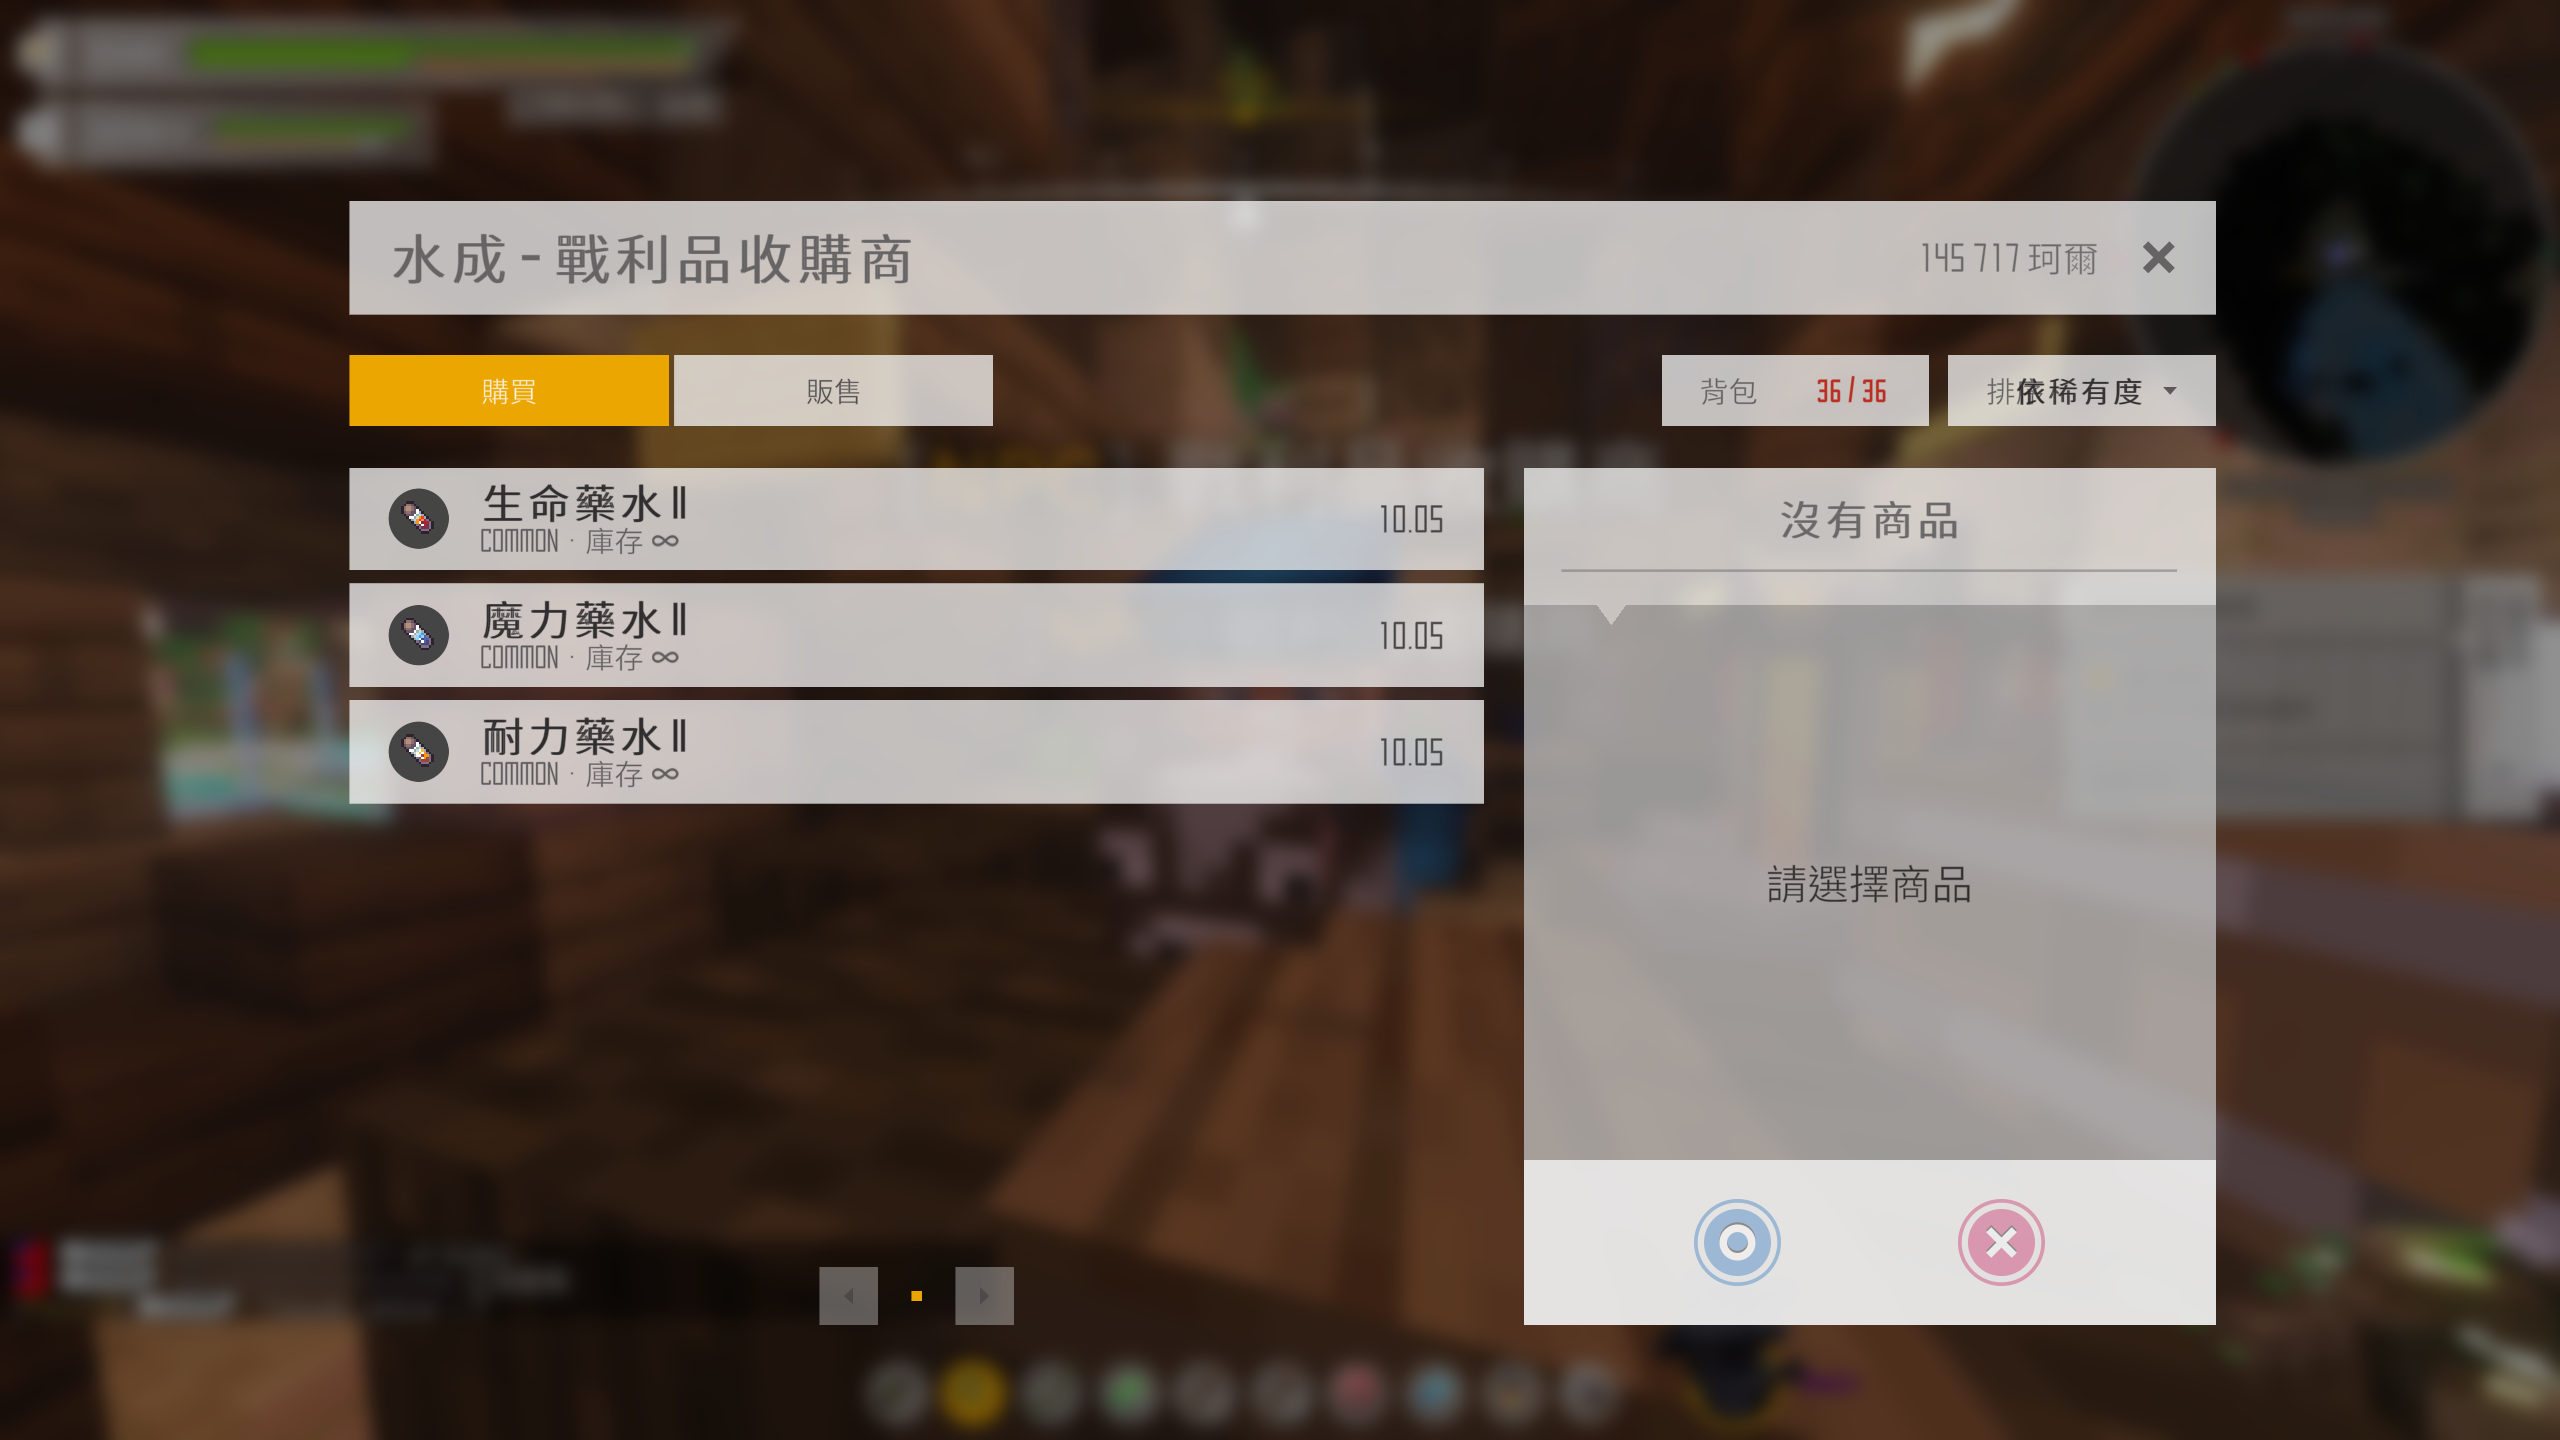 水成 - 戰利品收購商
145 717 珂爾
購買
販售
背包 36 / 36
依稀有度
生命藥水 II
COMMON · 庫存 ∞
10.05
魔力藥水 II
COMMON · 庫存 ∞
10.05
耐力藥水 II
COMMON · 庫存 ∞
10.05
沒有商品
請選擇商品